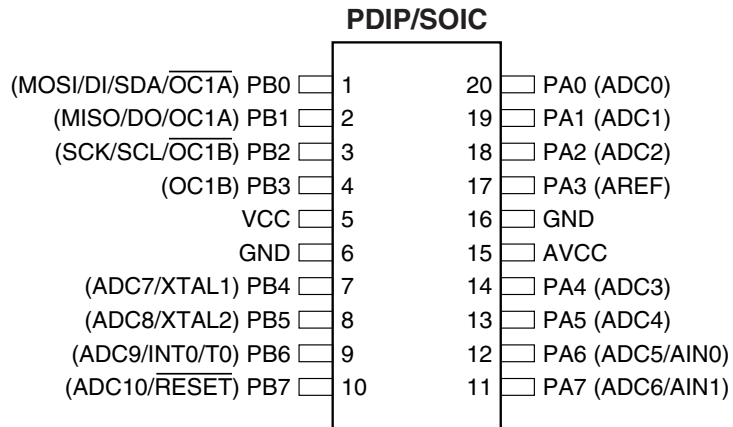 PDIP/SOIC
(MOSI/DI/SDA/OC1A) PB0 1 20 PA0 (ADC0)
(MISO/DO/OC1A) PB1 2 19 PA1 (ADC1)
(SCK/SCL/OC1B) PB2 3 18 PA2 (ADC2)
(OC1B) PB3 4 17 PA3 (AREF)
VCC 5 16 GND
GND 6 15 AVCC
(ADC7/XTAL1) PB4 7 14 PA4 (ADC3)
(ADC8/XTAL2) PB5 8 13 PA5 (ADC4)
(ADC9/INT0/T0) PB6 9 12 PA6 (ADC5/AIN0)
(ADC10/RESET) PB7 10 11 PA7 (ADC6/AIN1)